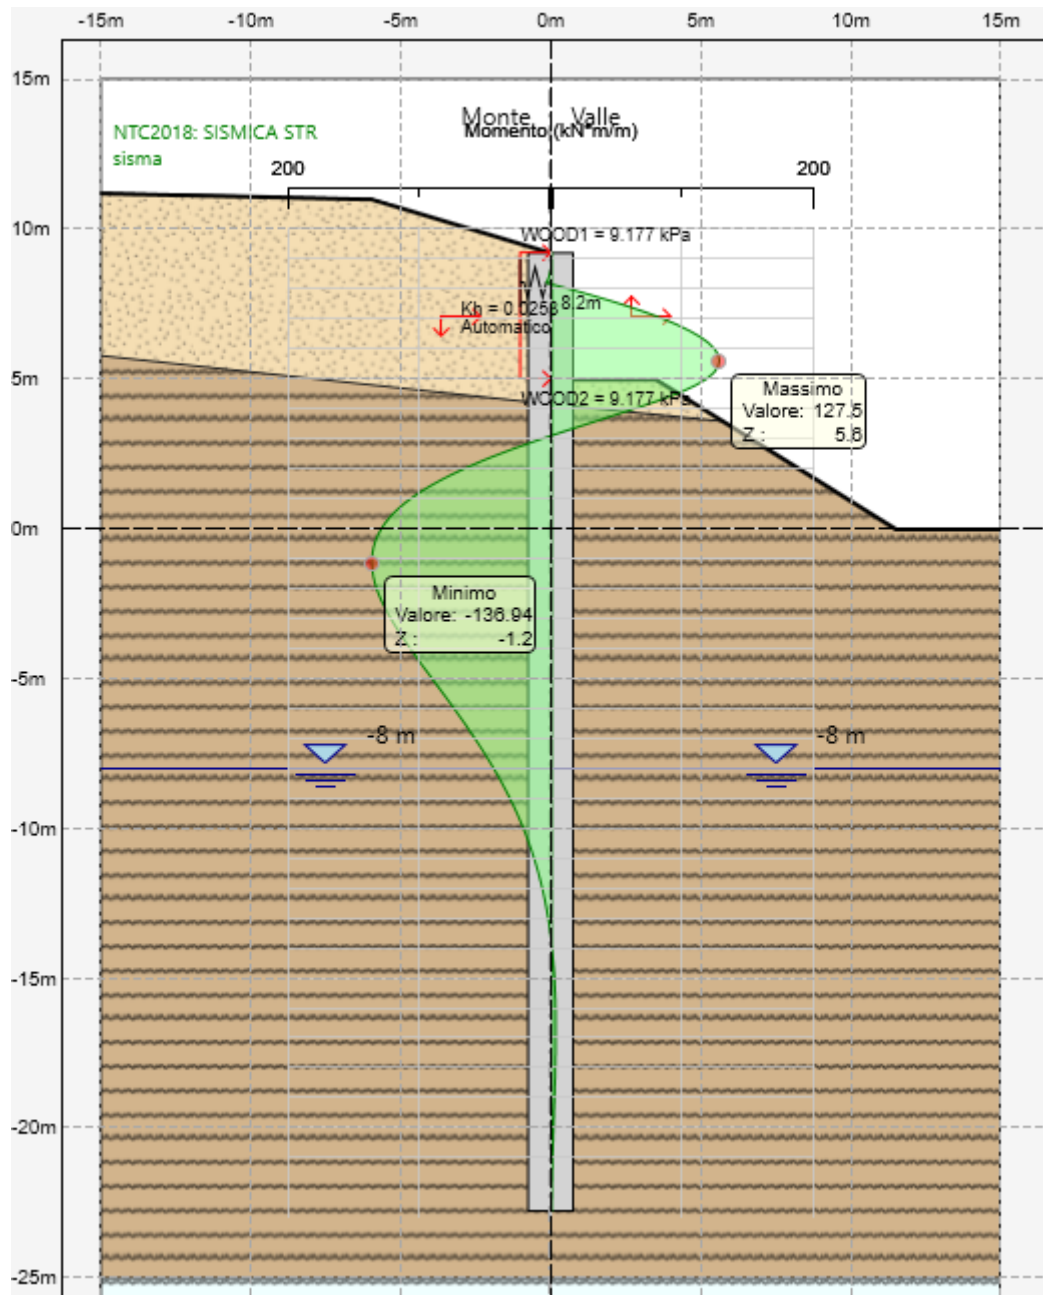 -15m -10m -5m 0m 5m 10m 15m
15m
Monte Valle
NTC2018: SISMICA STR
Momento (kN*m/m)
sisma
200 200
10m
WOOD1 = 9.177 kPa
8.2m
Kh = 0.0258
Automatico
5m
WOOD2 = 9.177 kPa
Massimo
Valore: 127.5
Z : 5.6
0m
Minimo
Valore: -136.94
Z : -1.2
-5m
-8 m -8 m
-10m
-15m
-20m
-25m